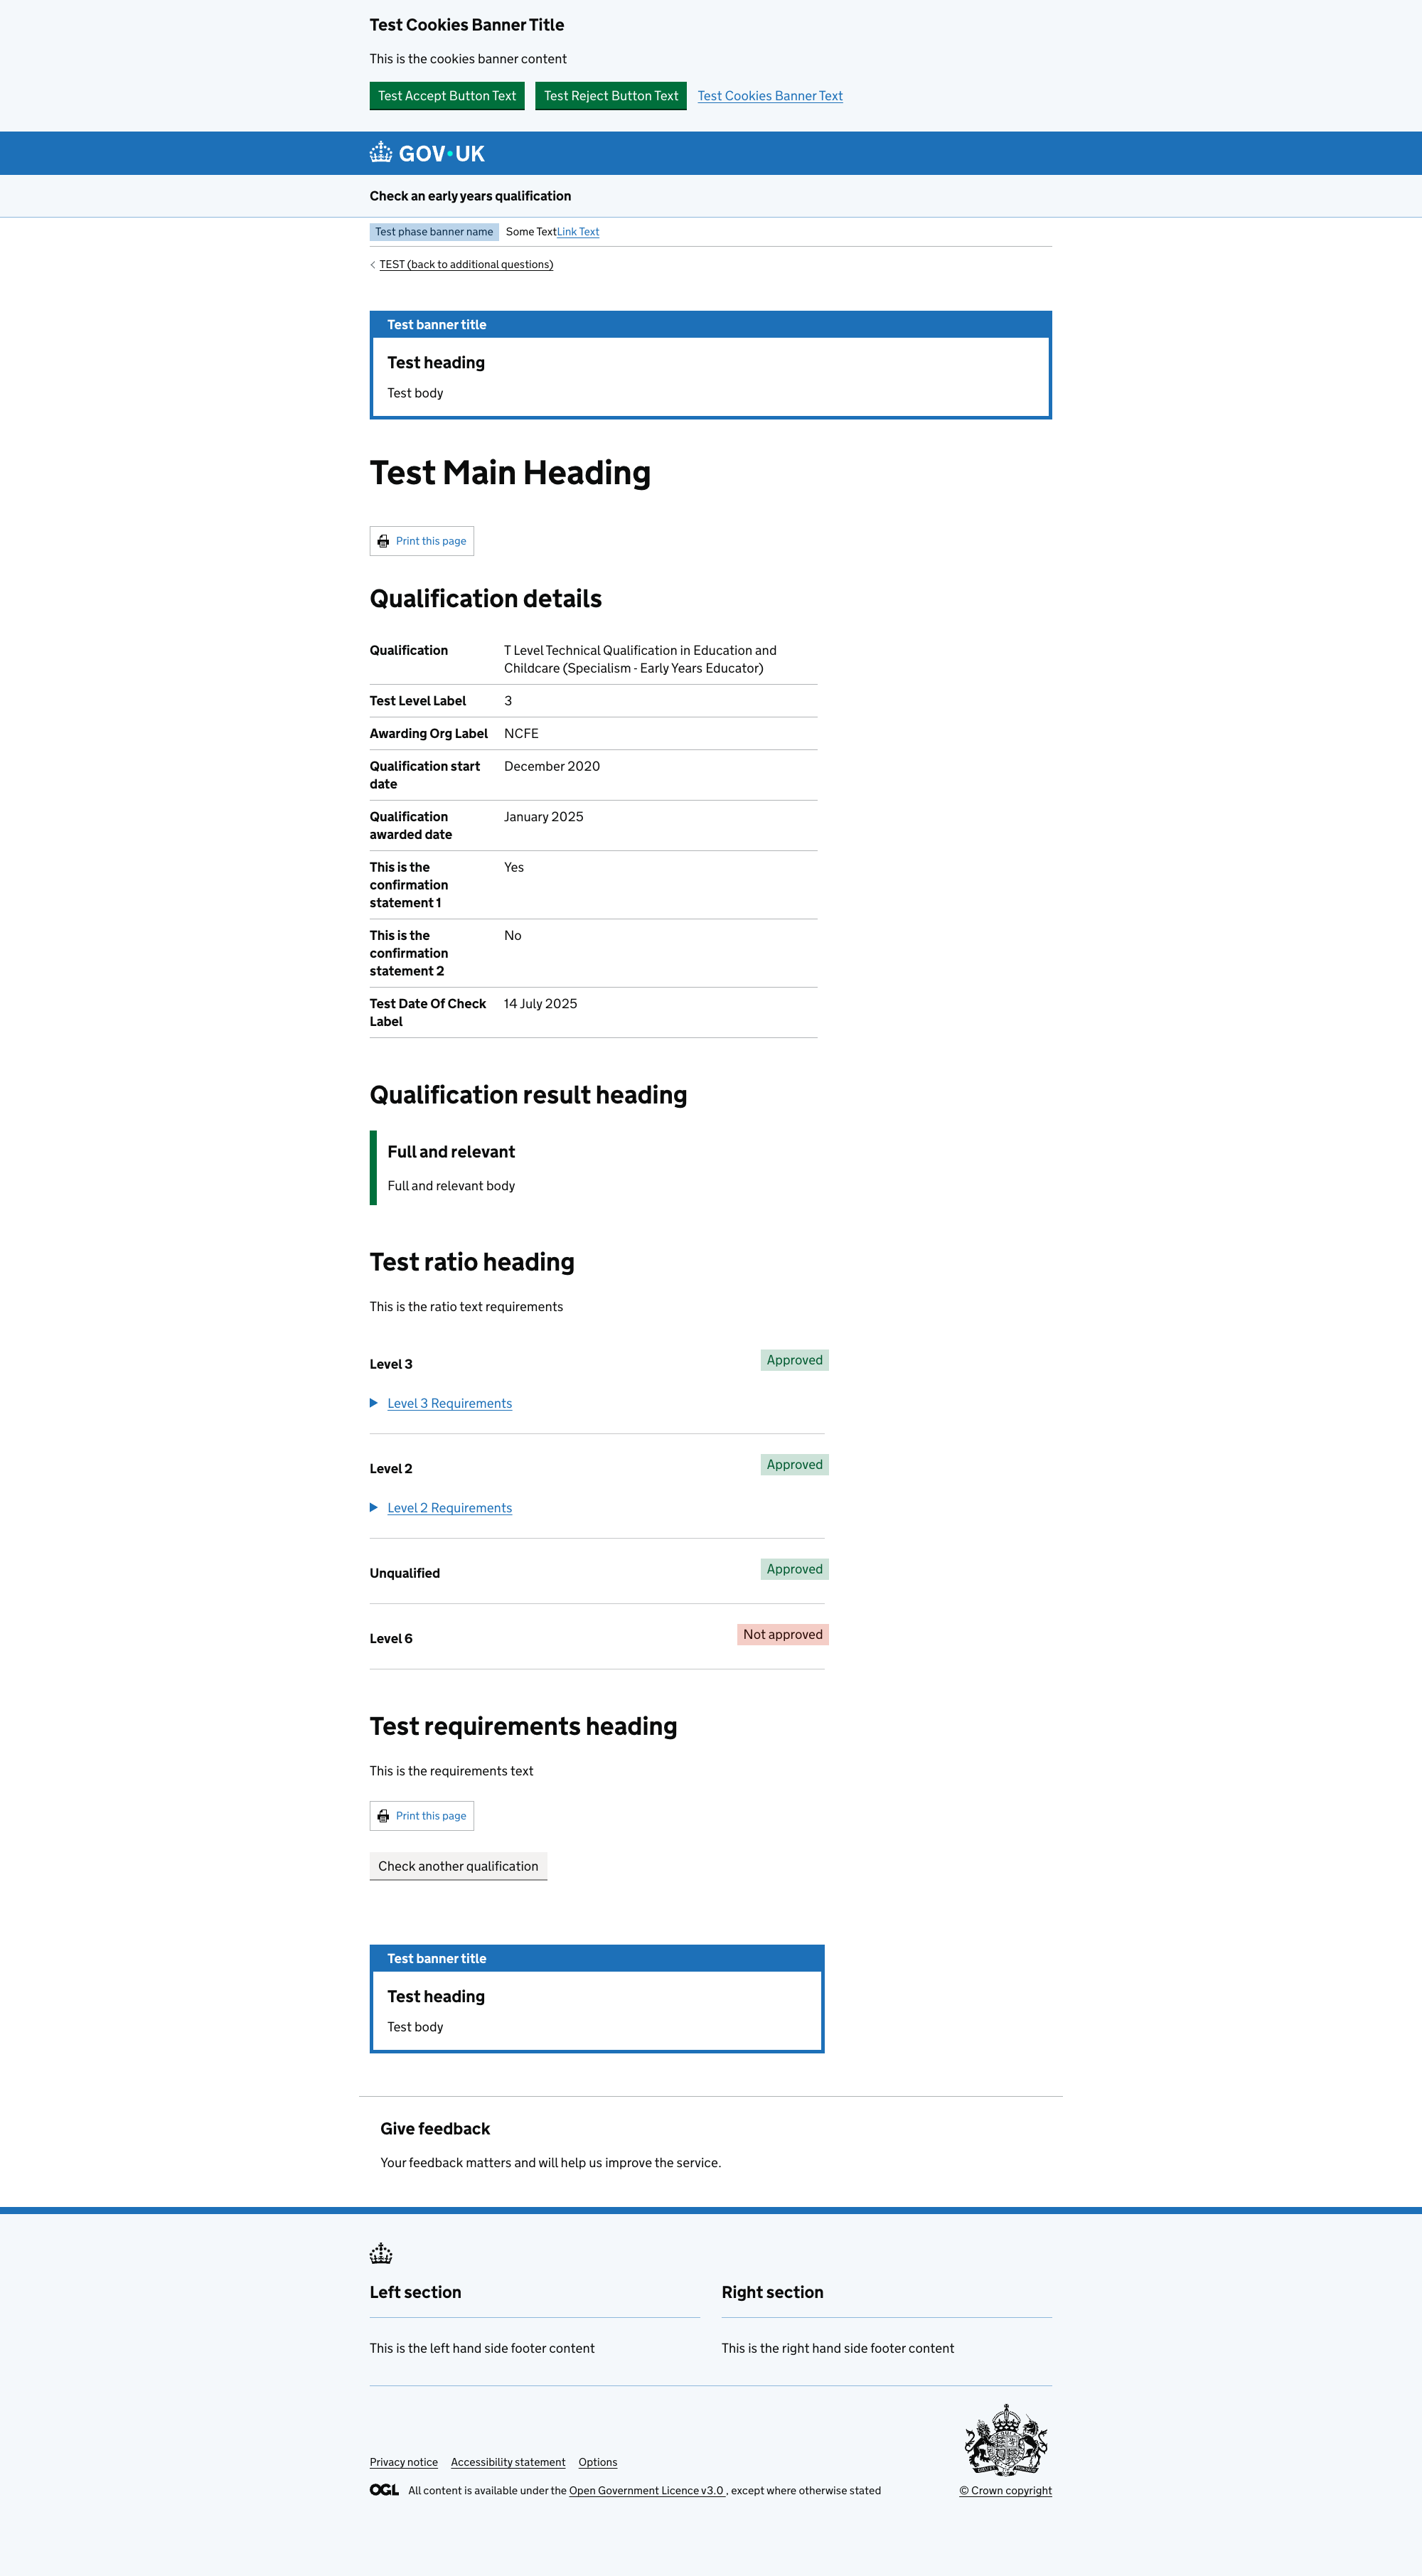 Test Cookies Banner Title
This is the cookies banner content
Test Accept Button Text
Test Reject Button Text
Test Cookies Banner Text
GOV·UK
Check an early years qualification
Test phase banner name
Some TextLink Text
TEST (back to additional questions)
Test banner title
Test heading
Test body
Test Main Heading
Print this page
Qualification details
Qualification
T Level Technical Qualification in Education and
Childcare (Specialism - Early Years Educator)
Test Level Label
3
Awarding Org Label
NCFE
Qualification start
date
December 2020
Qualification
awarded date
January 2025
This is the
confirmation
statement 1
Yes
This is the
confirmation
statement 2
No
Test Date Of Check
Label
14 July 2025
Qualification result heading
Full and relevant
Full and relevant body
Test ratio heading
This is the ratio text requirements
Level 3
Approved
Level 3 Requirements
Level 2
Approved
Level 2 Requirements
Unqualified
Approved
Level 6
Not approved
Test requirements heading
This is the requirements text
Print this page
Check another qualification
Test banner title
Test heading
Test body
Give feedback
Your feedback matters and will help us improve the service.
Left section
This is the left hand side footer content
Right section
This is the right hand side footer content
Privacy notice
Accessibility statement
Options
OGL
All content is available under the Open Government Licence v3.0 , except where otherwise stated
© Crown copyright